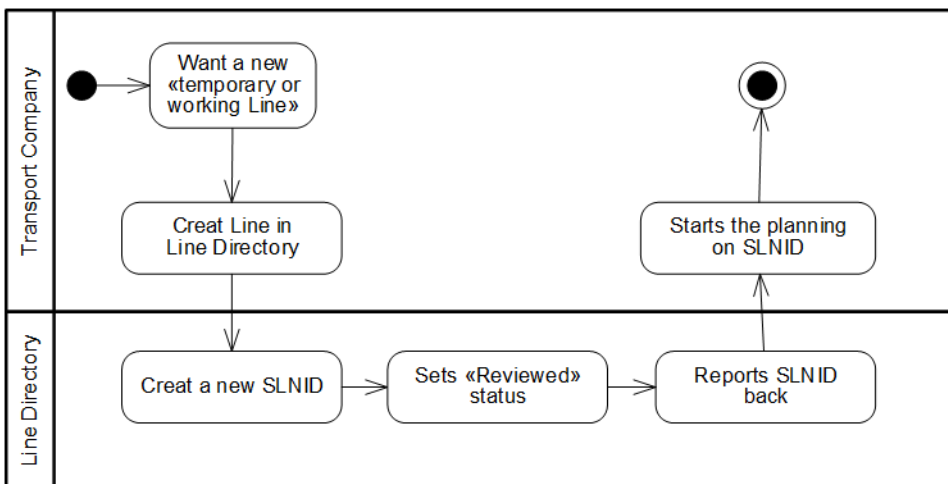 Transport Company
Want a new
«temporary or
working Line»
Creat Line in
Line Directory
Starts the planning
on SLNID
Line Directory
Creat a new SLNID
Sets «Reviewed»
status
Reports SLNID
back